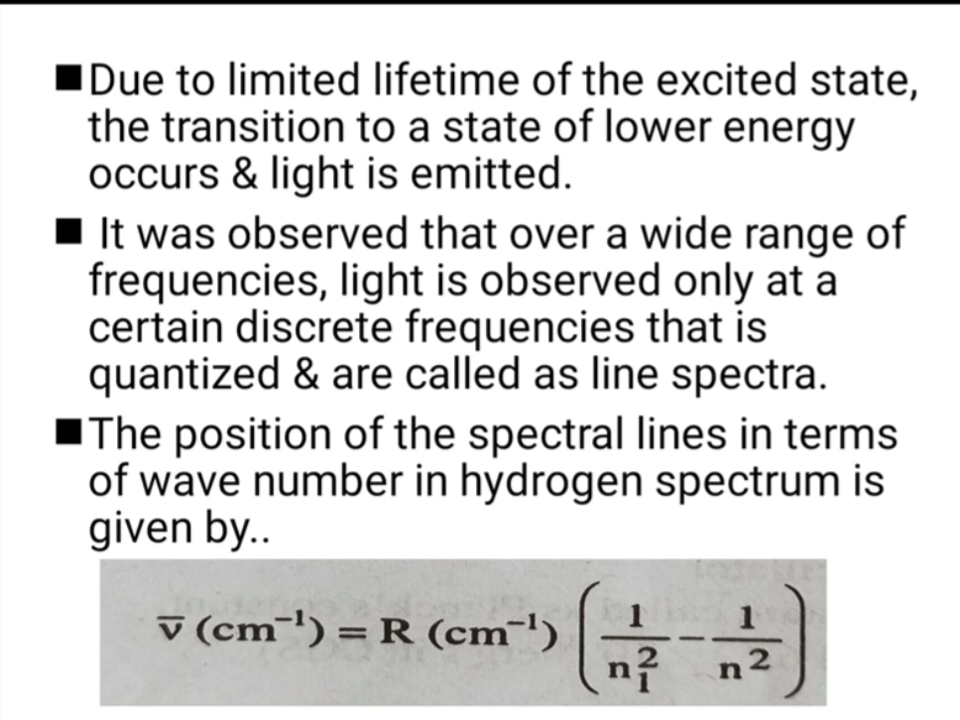 ■Due to limited lifetime of the excited state,
the transition to a state of lower energy
occurs & light is emitted.
■ It was observed that over a wide range of
frequencies, light is observed only at a
certain discrete frequencies that is
quantized & are called as line spectra.
■The position of the spectral lines in terms
of wave number in hydrogen spectrum is
given by..
ν̅ (cm⁻¹) = R (cm⁻¹) (1/n₁² − 1/n²)